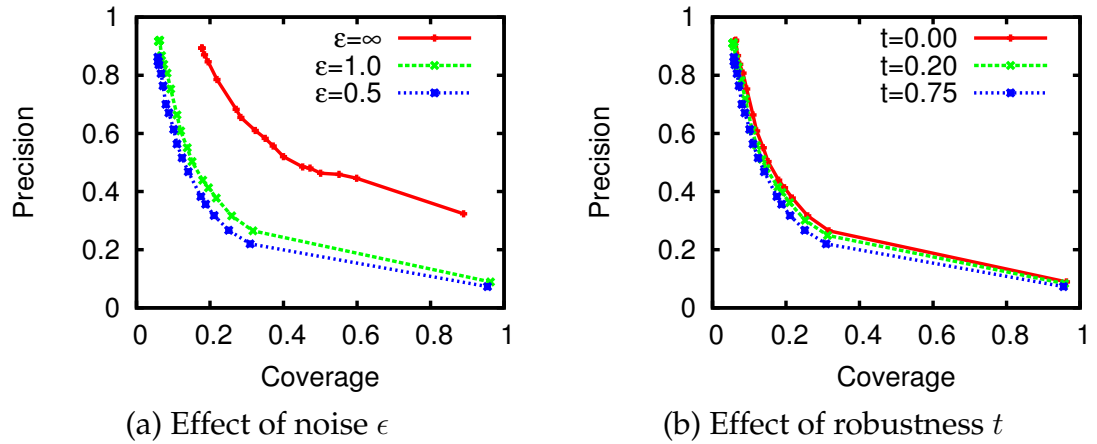 1
0.8
0.6
0.4
0.2
0
Precision
0 0.2 0.4 0.6 0.8 1
Coverage
ε=∞
ε=1.0
ε=0.5
(a) Effect of noise ϵ
1
0.8
0.6
0.4
0.2
0
Precision
0 0.2 0.4 0.6 0.8 1
Coverage
t=0.00
t=0.20
t=0.75
(b) Effect of robustness t